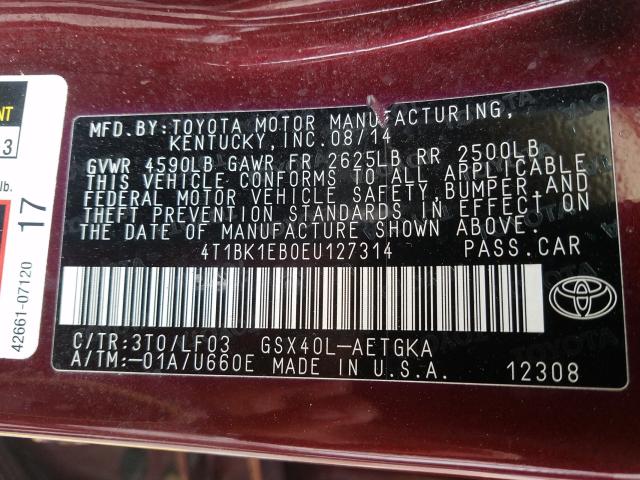 MFD.BY:TOYOTA MOTOR MANUFACTURING,
KENTUCKY, INC.08/14
GVWR 4590LB GAWR FR 2625LB RR 2500LB
THIS VEHICLE CONFORMS TO ALL APPLICABLE
FEDERAL MOTOR VEHICLE SAFETY,BUMPER,AND
THEFT PREVENTION STANDARDS IN EFFECT ON
THE DATE OF MANUFACTURE SHOWN ABOVE.
4T1BK1EB0EU127314 PASS.CAR
C/TR:3T0/LF03 GSX40L-AETGKA
A/TM:-01A/U660E MADE IN U.S.A.
12308
3
lb.
17
42661-07120